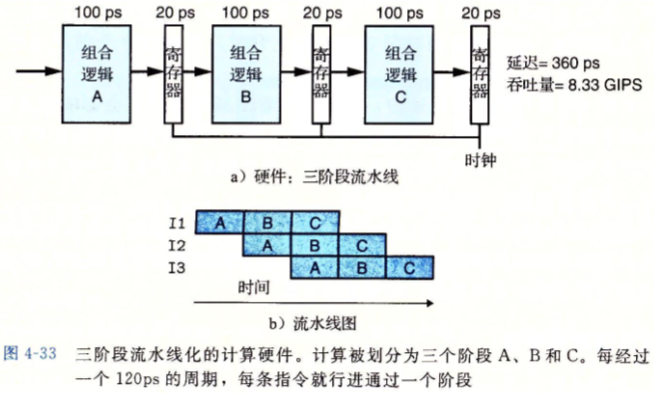 100 ps 20 ps 100 ps 20 ps 100 ps 20 ps
组合逻辑A
寄存器
组合逻辑B
寄存器
组合逻辑C
寄存器
延迟= 360 ps
吞吐量= 8.33 GIPS
时钟
a）硬件：三阶段流水线
I1 A B C
I2 A B C
I3 A B C
时间
b）流水线图
图 4-33 三阶段流水线化的计算硬件。计算被划分为三个阶段 A、B 和 C。每经过
一个 120ps 的周期，每条指令就行进通过一个阶段